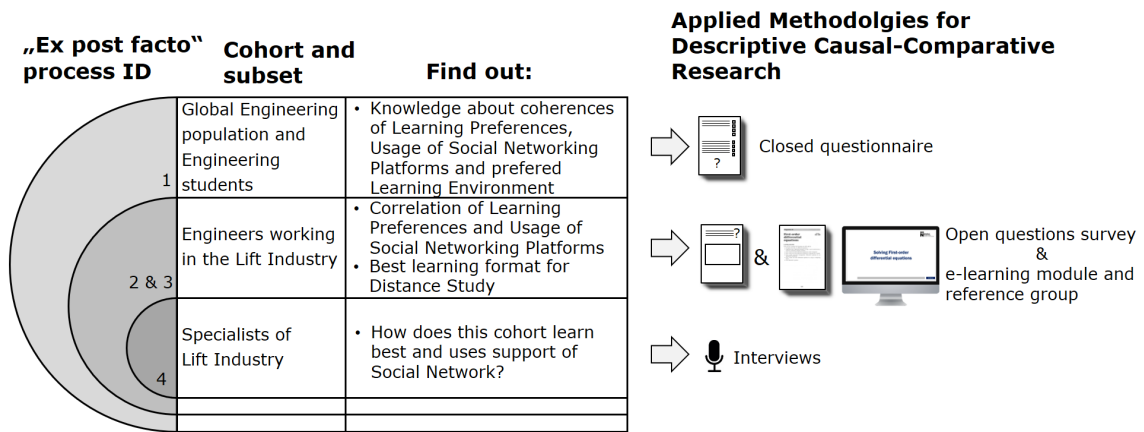 „Ex post facto“
process ID
Cohort and
subset
Find out:
Applied Methodolgies for
Descriptive Causal-Comparative
Research
1
Global Engineering
population and
Engineering
students
• Knowledge about coherences
of Learning Preferences,
Usage of Social Networking
Platforms and prefered
Learning Environment
?
Closed questionnaire
2 & 3
Engineers working
in the Lift Industry
• Correlation of Learning
Preferences and Usage of
Social Networking Platforms
• Best learning format for
Distance Study
?
&
First-order
differential
equations
Solving First-order
differential equations
Open questions survey
&
e-learning module and
reference group
4
Specialists of
Lift Industry
• How does this cohort learn
best and uses support of
Social Network?
Interviews